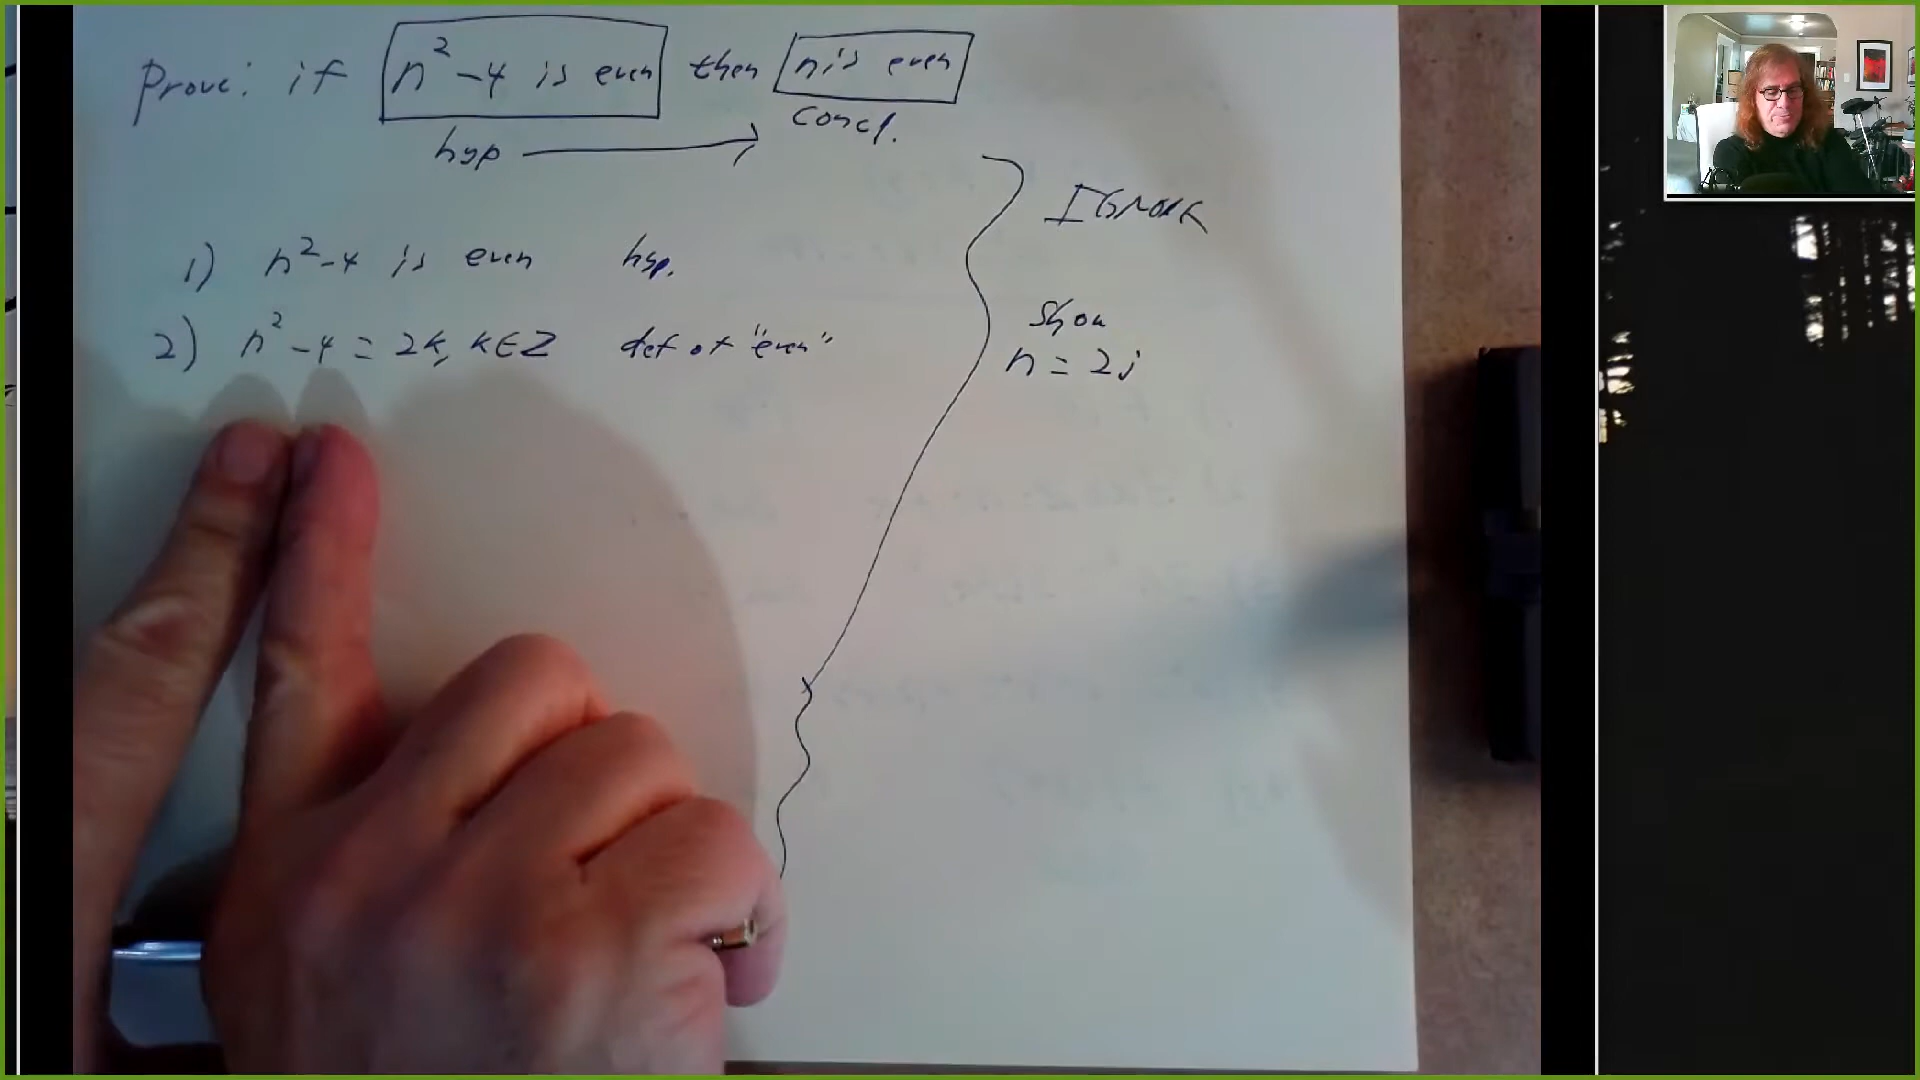 Prove: if n² - 4 is even then n is even
hyp → concl.
IGNORE
1) n² - 4 is even hyp.
2) n² - 4 = 2k, k∈Z def of "even"
Show
n = 2j